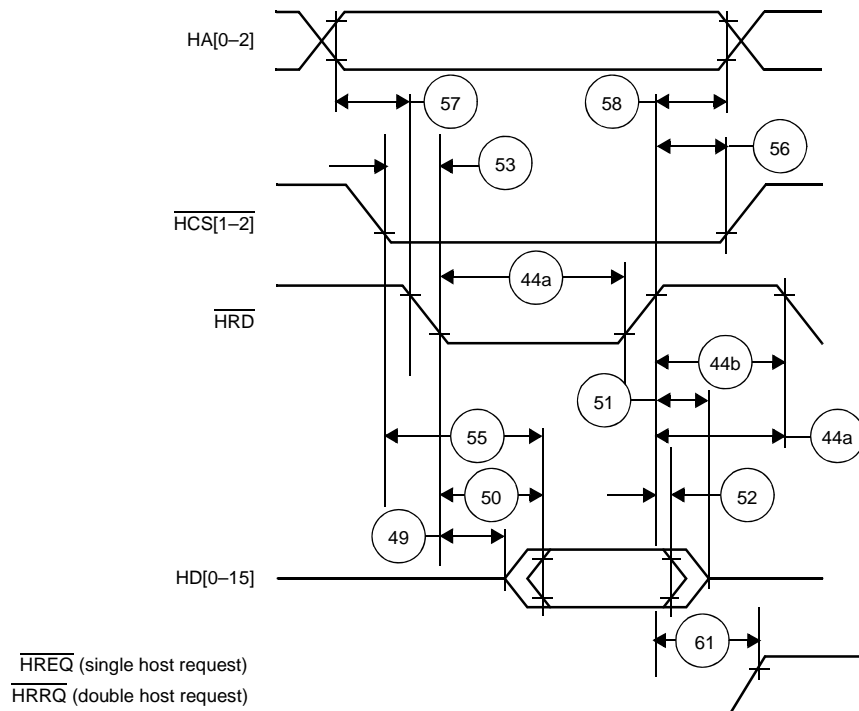 HA[0–2]
57
58
53
56
HCS[1–2]
44a
HRD
44b
51
55
44a
50
52
49
HD[0–15]
61
HREQ (single host request)
HRRQ (double host request)